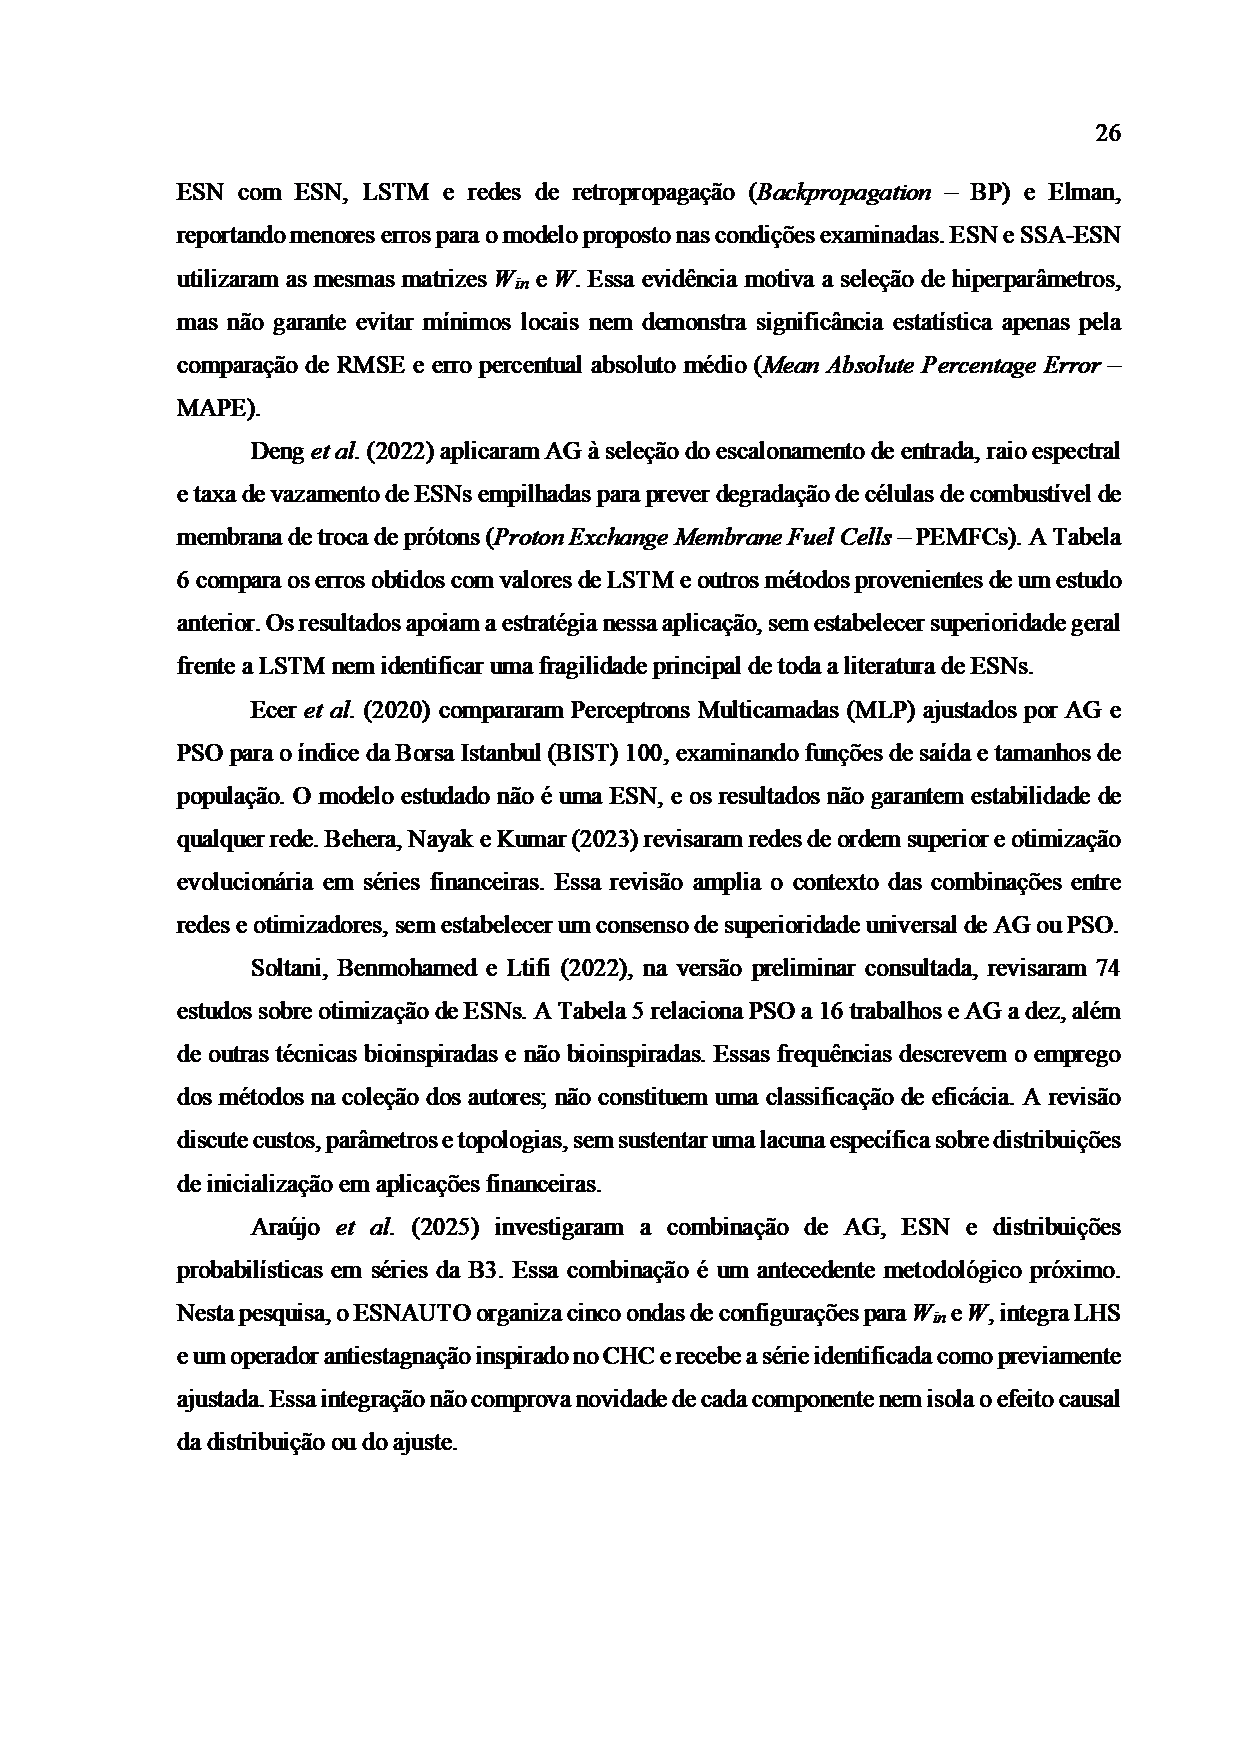 26
ESN com ESN, LSTM e redes de retropropagação (Backpropagation – BP) e Elman,
reportando menores erros para o modelo proposto nas condições examinadas. ESN e SSA-ESN
utilizaram as mesmas matrizes W_in e W. Essa evidência motiva a seleção de hiperparâmetros,
mas não garante evitar mínimos locais nem demonstra significância estatística apenas pela
comparação de RMSE e erro percentual absoluto médio (Mean Absolute Percentage Error –
MAPE).
Deng et al. (2022) aplicaram AG à seleção do escalonamento de entrada, raio espectral
e taxa de vazamento de ESNs empilhadas para prever degradação de células de combustível de
membrana de troca de prótons (Proton Exchange Membrane Fuel Cells – PEMFCs). A Tabela
6 compara os erros obtidos com valores de LSTM e outros métodos provenientes de um estudo
anterior. Os resultados apoiam a estratégia nessa aplicação, sem estabelecer superioridade geral
frente a LSTM nem identificar uma fragilidade principal de toda a literatura de ESNs.
Ecer et al. (2020) compararam Perceptrons Multicamadas (MLP) ajustados por AG e
PSO para o índice da Borsa Istanbul (BIST) 100, examinando funções de saída e tamanhos de
população. O modelo estudado não é uma ESN, e os resultados não garantem estabilidade de
qualquer rede. Behera, Nayak e Kumar (2023) revisaram redes de ordem superior e otimização
evolucionária em séries financeiras. Essa revisão amplia o contexto das combinações entre
redes e otimizadores, sem estabelecer um consenso de superioridade universal de AG ou PSO.
Soltani, Benmohamed e Ltifi (2022), na versão preliminar consultada, revisaram 74
estudos sobre otimização de ESNs. A Tabela 5 relaciona PSO a 16 trabalhos e AG a dez, além
de outras técnicas bioinspiradas e não bioinspiradas. Essas frequências descrevem o emprego
dos métodos na coleção dos autores; não constituem uma classificação de eficácia. A revisão
discute custos, parâmetros e topologias, sem sustentar uma lacuna específica sobre distribuições
de inicialização em aplicações financeiras.
Araújo et al. (2025) investigaram a combinação de AG, ESN e distribuições
probabilísticas em séries da B3. Essa combinação é um antecedente metodológico próximo.
Nesta pesquisa, o ESNAUTO organiza cinco ondas de configurações para W_in e W, integra LHS
e um operador antiestagnação inspirado no CHC e recebe a série identificada como previamente
ajustada. Essa integração não comprova novidade de cada componente nem isola o efeito causal
da distribuição ou do ajuste.